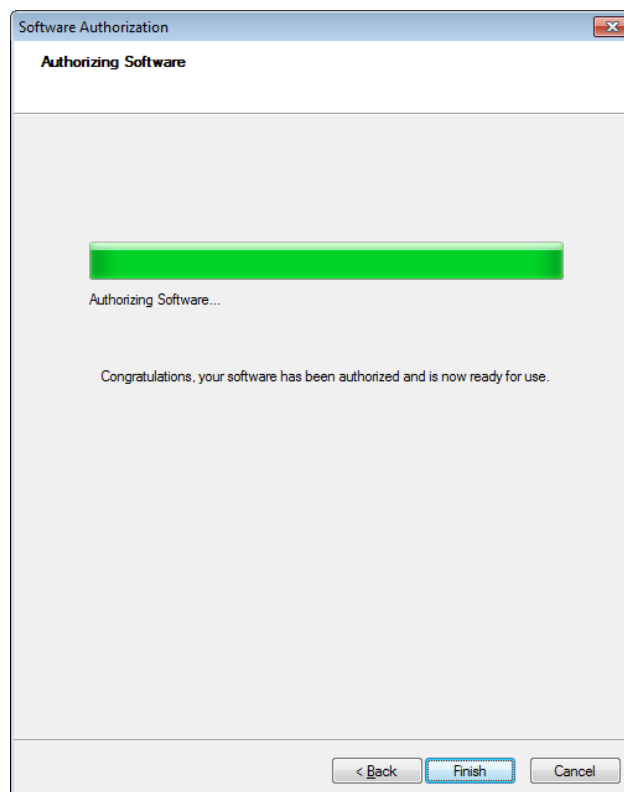 Software Authorization
Authorizing Software
Authorizing Software...
Congratulations, your software has been authorized and is now ready for use.
< Back Finish Cancel